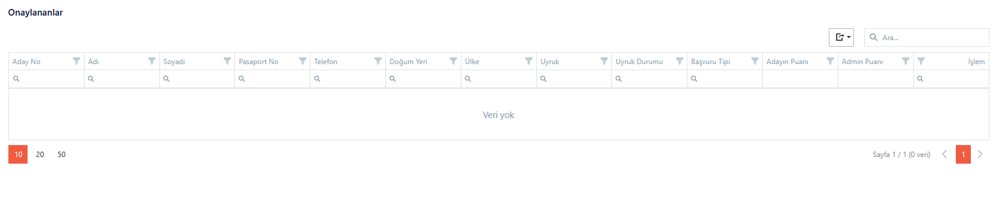 Onaylananlar
Ara...
Aday No Adı Soyadı Pasaport No Telefon Doğum Yeri Ülke Uyruk Uyruk Durumu Başvuru Tipi Adayın Puanı Admin Puanı İşlem
Veri yok
10 20 50 Sayfa 1 / 1 (0 veri) 1